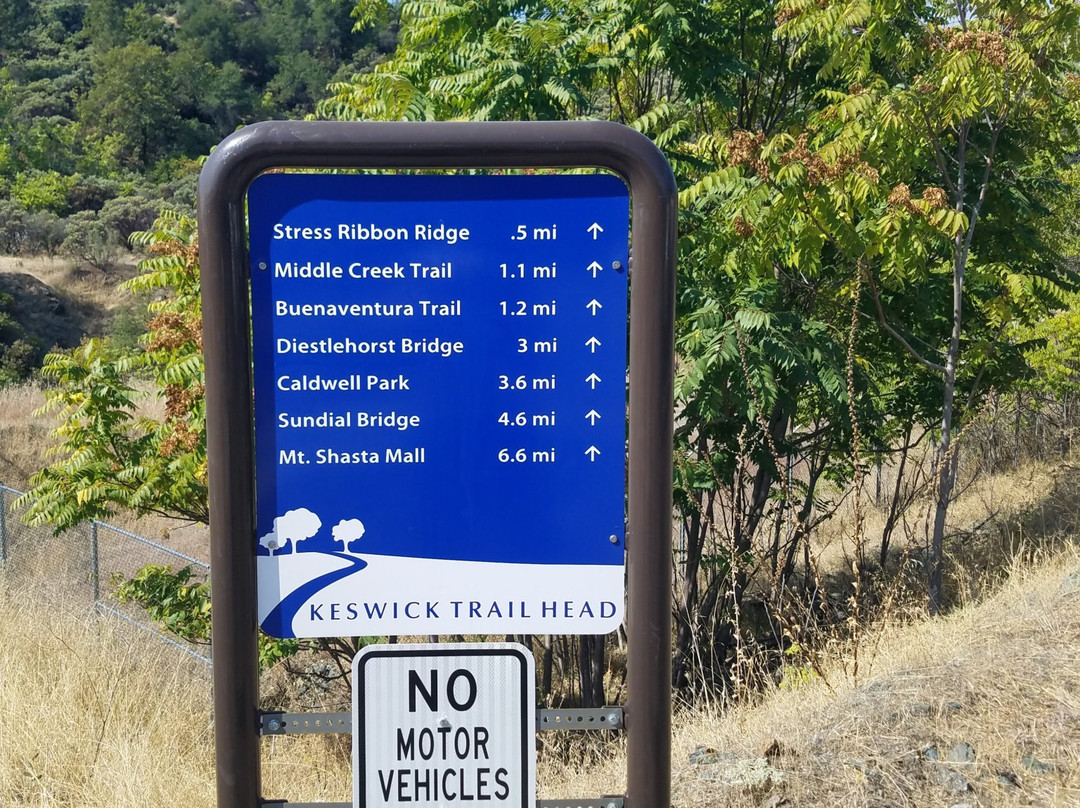 Stress Ribbon Ridge .5 mi ↑
Middle Creek Trail 1.1 mi ↑
Buenaventura Trail 1.2 mi ↑
Diestlehorst Bridge 3 mi ↑
Caldwell Park 3.6 mi ↑
Sundial Bridge 4.6 mi ↑
Mt. Shasta Mall 6.6 mi ↑
KESWICK TRAIL HEAD
NO
MOTOR
VEHICLES